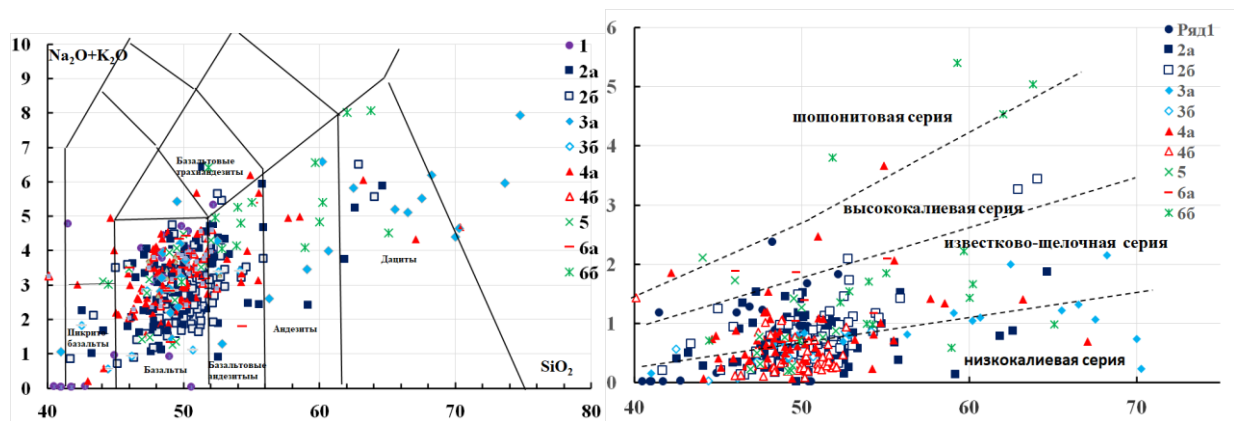 Na₂O+K₂O
10
9
8
7
6
5
4
3
2
1
0
40
50
60
70
80
SiO₂
Базальтовые
трахиандезиты
Пикрит
базальты
Базальты
Базальтовые
андезиты
Андезиты
Дациты
1
2а
2б
3а
3б
4а
4б
5
6а
6б
6
5
4
3
2
1
0
40
50
60
70
шошонитовая серия
высококалиевая серия
известково-щелочная серия
низкокалиевая серия
Ряд1
2а
2б
3а
3б
4а
4б
5
6а
6б